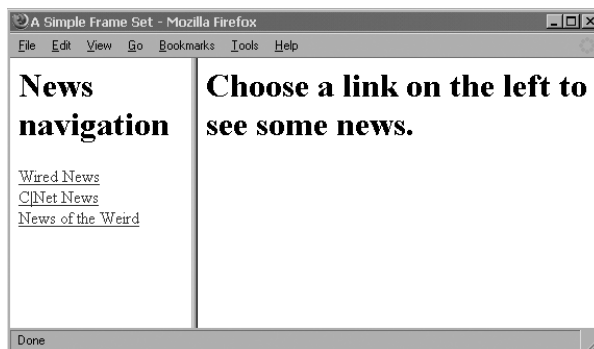 A Simple Frame Set - Mozilla Firefox
File Edit View Go Bookmarks Tools Help
News
navigation
Wired News
C|Net News
News of the Weird
Choose a link on the left to
see some news.
Done